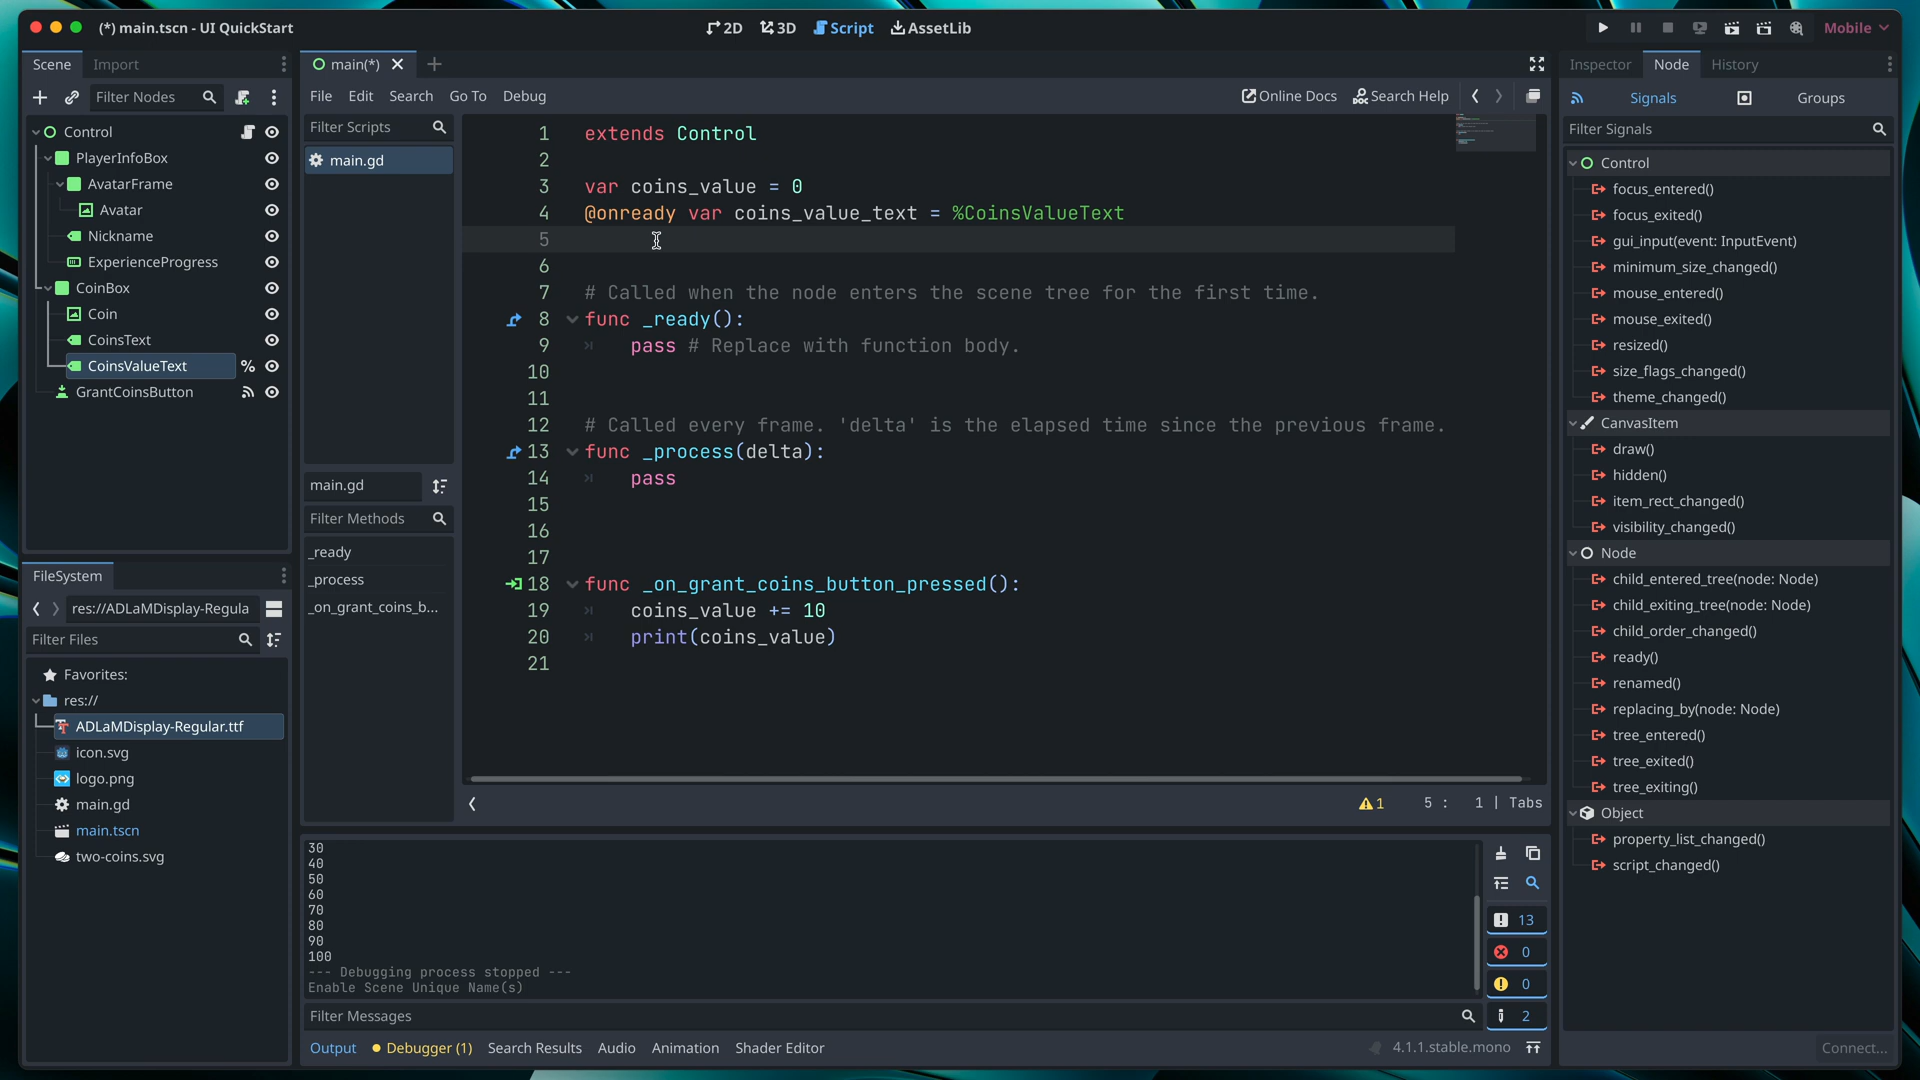 (*) main.tscn - UI QuickStart
2D
3D
Script
AssetLib
Mobile
Scene
Import
Filter Nodes
Control
PlayerInfoBox
AvatarFrame
Avatar
Nickname
ExperienceProgress
CoinBox
Coin
CoinsText
CoinsValueText %
GrantCoinsButton
FileSystem
res://ADLaMDisplay-Regula
Filter Files
Favorites:
res://
ADLaMDisplay-Regular.ttf
icon.svg
logo.png
main.gd
main.tscn
two-coins.svg
main(*)
File Edit Search Go To Debug
Online Docs
Search Help
Filter Scripts
main.gd
main.gd
Filter Methods
_ready
_process
_on_grant_coins_b...
1 extends Control
2
3 var coins_value = 0
4 @onready var coins_value_text = %CoinsValueText
5
6
7 # Called when the node enters the scene tree for the first time.
8 func _ready():
9 pass # Replace with function body.
10
11
12 # Called every frame. 'delta' is the elapsed time since the previous frame.
13 func _process(delta):
14 pass
15
16
17
18 func _on_grant_coins_button_pressed():
19 coins_value += 10
20 print(coins_value)
21
1 5 : 1 | Tabs
30
40
50
60
70
80
90
100
--- Debugging process stopped ---
Enable Scene Unique Name(s)
13
0
0
2
Filter Messages
Output
Debugger (1)
Search Results
Audio
Animation
Shader Editor
4.1.1.stable.mono
Inspector
Node
History
Signals
Groups
Filter Signals
Control
focus_entered()
focus_exited()
gui_input(event: InputEvent)
minimum_size_changed()
mouse_entered()
mouse_exited()
resized()
size_flags_changed()
theme_changed()
CanvasItem
draw()
hidden()
item_rect_changed()
visibility_changed()
Node
child_entered_tree(node: Node)
child_exiting_tree(node: Node)
child_order_changed()
ready()
renamed()
replacing_by(node: Node)
tree_entered()
tree_exited()
tree_exiting()
Object
property_list_changed()
script_changed()
Connect...